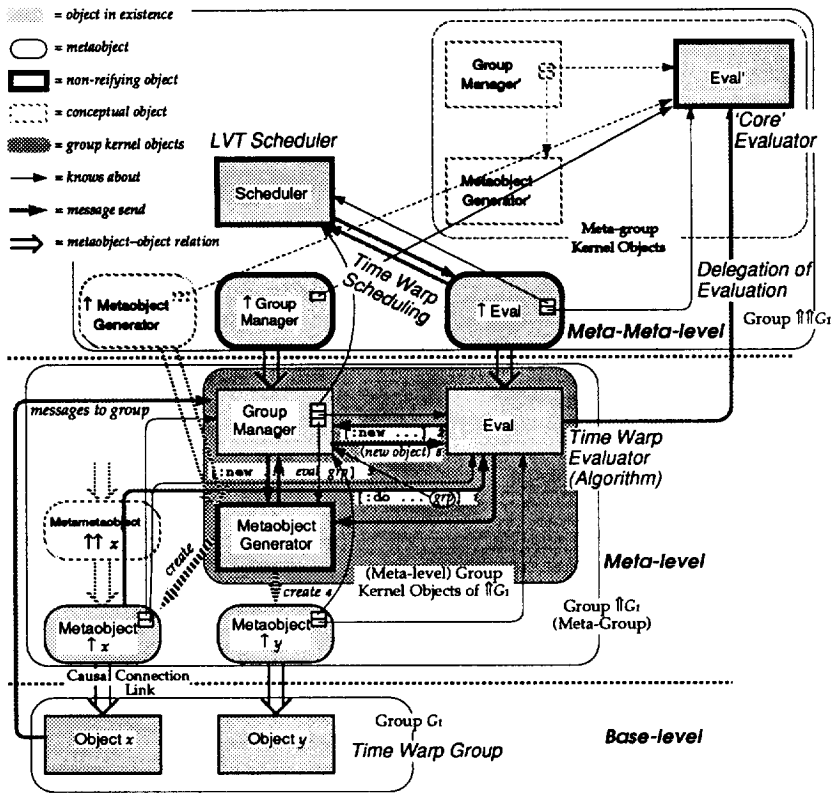 = object in existence
= metaobject
= non-reifying object
= conceptual object
= group kernel objects
= knows about
= message send
= metaobject–object relation
Group
Manager'
Eval'
'Core'
Evaluator
Metaobject
Generator'
Meta-group
Kernel Objects
LVT Scheduler
Scheduler
Time Warp
Scheduling
Delegation of
Evaluation
↑ Metaobject
Generator
↑ Group
Manager
↑ Eval
Meta-Meta-level
Group ⇑⇑G₁
messages to group
Group
Manager
Eval
[:new ...]
(new object)
Time Warp
Evaluator
(Algorithm)
[:new eval grp]
[:do ... grp]
Metametaobject
↑↑ x
Metaobject
Generator
create
create 4
Meta-level
(Meta-level) Group
Kernel Objects of ⇑G₁
Group ⇑G₁
(Meta-Group)
Metaobject
↑ x
Metaobject
↑ y
Causal Connection
Link
Object x
Object y
Group G₁
Time Warp Group
Base-level